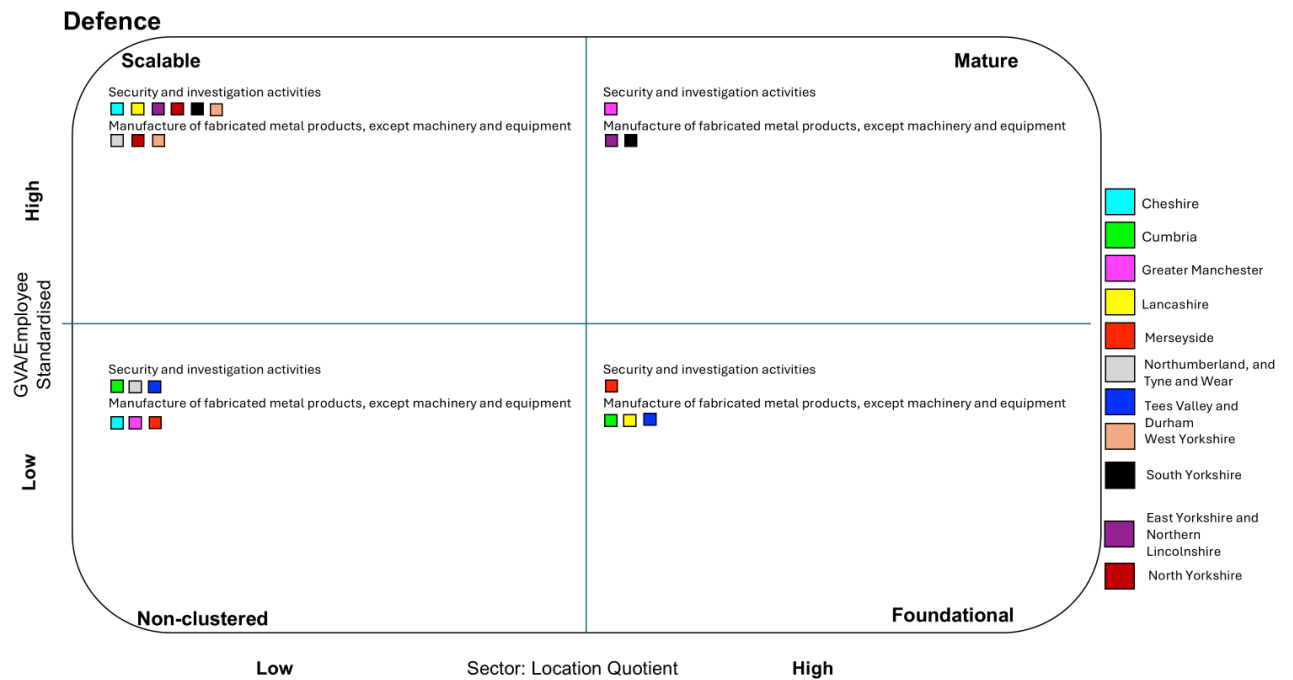 Defence
Scalable
Mature
Security and investigation activities
Manufacture of fabricated metal products, except machinery and equipment
Security and investigation activities
Manufacture of fabricated metal products, except machinery and equipment
High
GVA/Employee
Standardised
Low
Security and investigation activities
Manufacture of fabricated metal products, except machinery and equipment
Security and investigation activities
Manufacture of fabricated metal products, except machinery and equipment
Non-clustered
Foundational
Low
Sector: Location Quotient
High
Cheshire
Cumbria
Greater Manchester
Lancashire
Merseyside
Northumberland, and
Tyne and Wear
Tees Valley and
Durham
West Yorkshire
South Yorkshire
East Yorkshire and
Northern
Lincolnshire
North Yorkshire